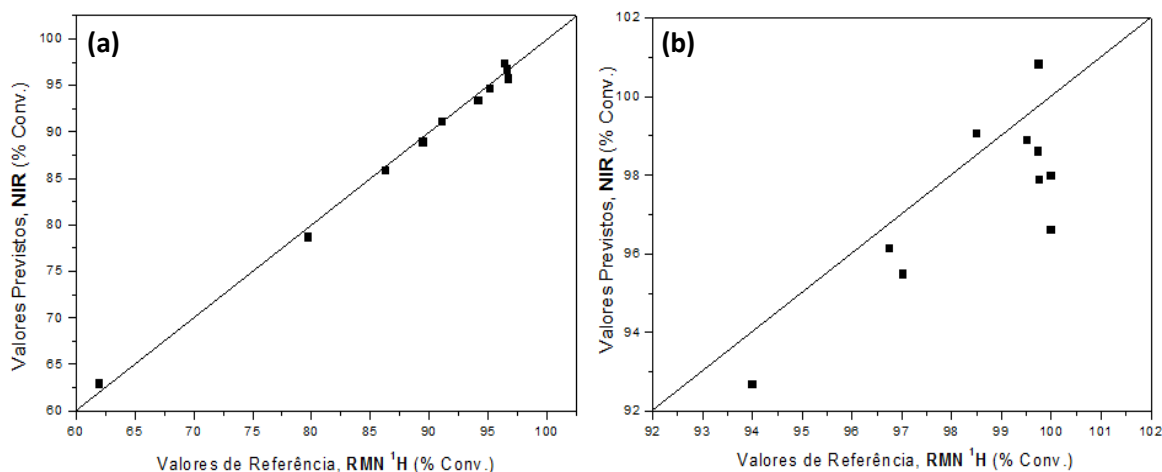 (a)
Valores Previstos, NIR (% Conv.)
100
95
90
85
80
75
70
65
60
60 65 70 75 80 85 90 95 100
Valores de Referência, RMN ¹H (% Conv.)
(b)
Valores Previstos, NIR (% Conv.)
102
100
98
96
94
92
92 93 94 95 96 97 98 99 100 101 102
Valores de Referência, RMN ¹H (% Conv.)